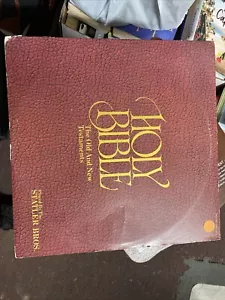 HOLY
BIBLE
The Old And New
Testaments
STATLER BROS.